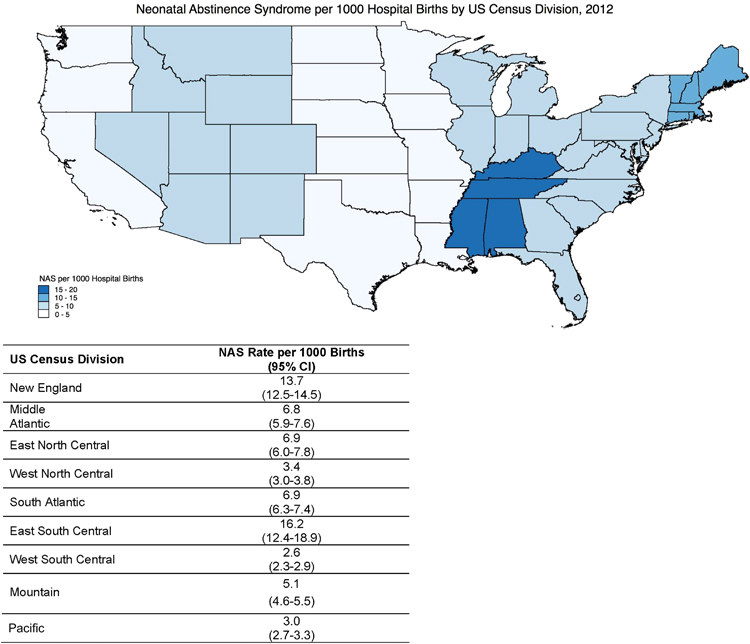 Neonatal Abstinence Syndrome per 1000 Hospital Births by US Census Division, 2012
NAS per 1000 Hospital Births
15 - 20
10 - 15
5 - 10
0 - 5
US Census Division
NAS Rate per 1000 Births
(95% CI)
New England
13.7
(12.5-14.5)
Middle
Atlantic
6.8
(5.9-7.6)
East North Central
6.9
(6.0-7.8)
West North Central
3.4
(3.0-3.8)
South Atlantic
6.9
(6.3-7.4)
East South Central
16.2
(12.4-18.9)
West South Central
2.6
(2.3-2.9)
Mountain
5.1
(4.6-5.5)
Pacific
3.0
(2.7-3.3)